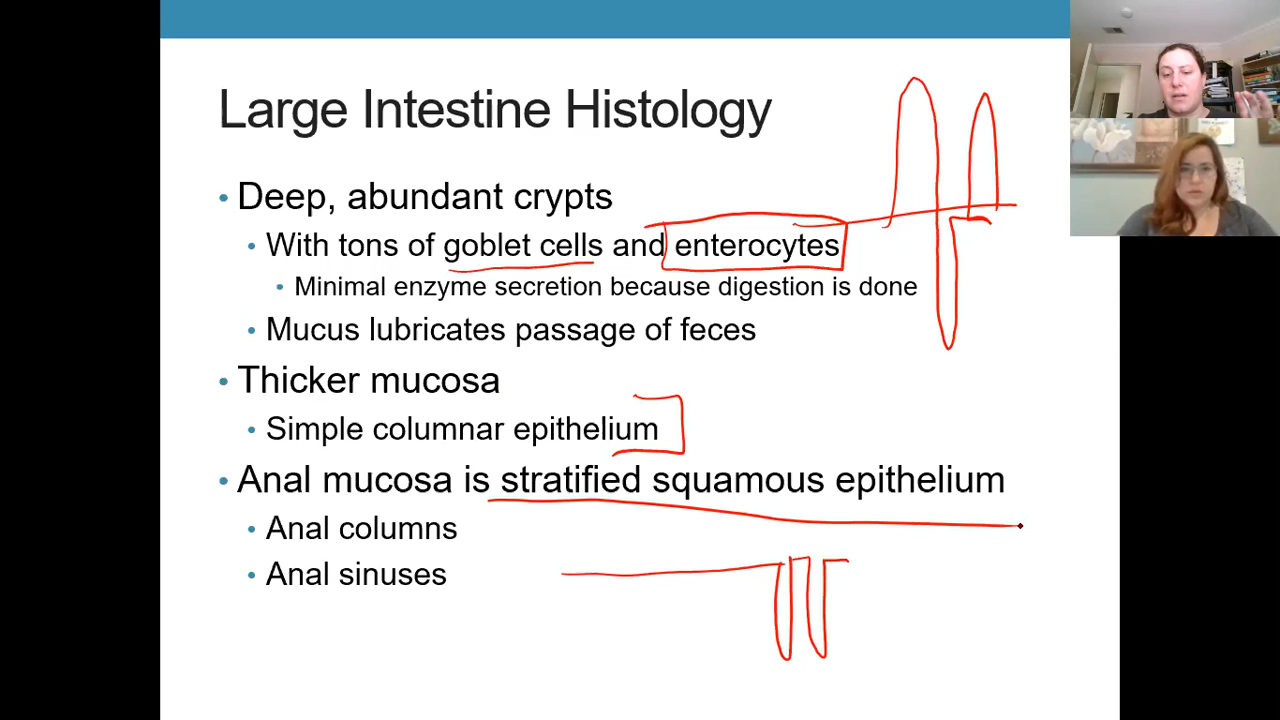 Large Intestine Histology
• Deep, abundant crypts
• With tons of goblet cells and enterocytes
• Minimal enzyme secretion because digestion is done
• Mucus lubricates passage of feces
• Thicker mucosa
• Simple columnar epithelium
• Anal mucosa is stratified squamous epithelium
• Anal columns
• Anal sinuses